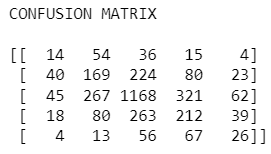 CONFUSION MATRIX
[[ 14 54 36 15 4]
[ 40 169 224 80 23]
[ 45 267 1168 321 62]
[ 18 80 263 212 39]
[ 4 13 56 67 26]]